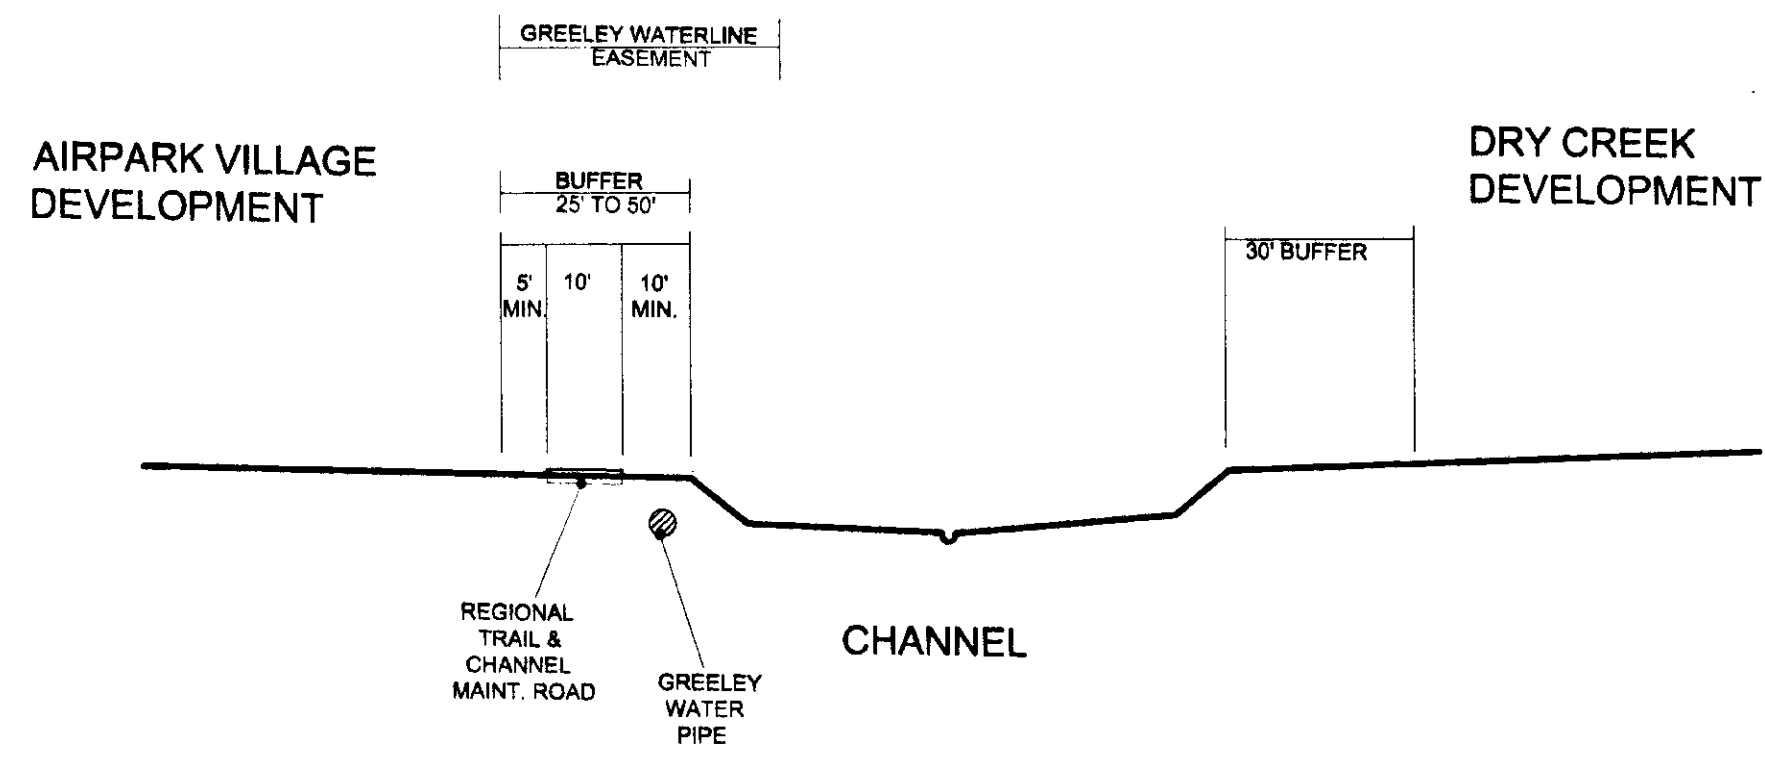 GREELEY WATERLINE
EASEMENT
AIRPARK VILLAGE
DEVELOPMENT
DRY CREEK
DEVELOPMENT
BUFFER
25' TO 50'
30' BUFFER
5'
MIN.
10'
10'
MIN.
REGIONAL
TRAIL &
CHANNEL
MAINT. ROAD
GREELEY
WATER
PIPE
CHANNEL